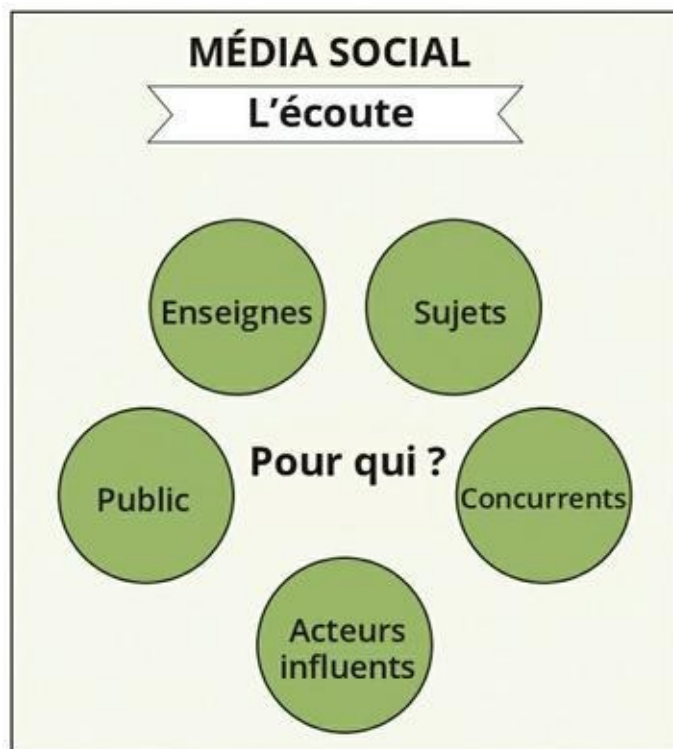 MÉDIA SOCIAL
L’écoute
Enseignes
Sujets
Public
Pour qui ?
Concurrents
Acteurs
influents